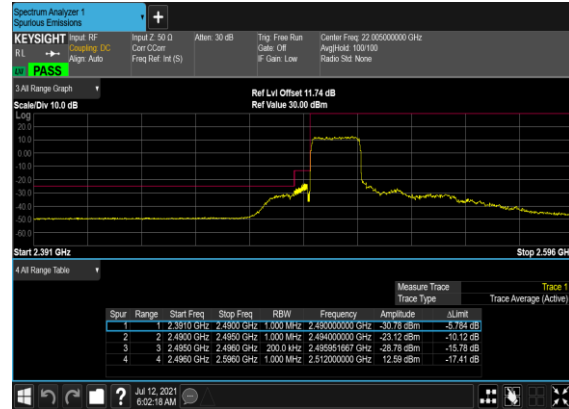 Spectrum Analyzer 1
Spurious Emissions
+
KEYSIGHT Input: RF Input Z: 50 Ω Atten: 30 dB Trig: Free Run Center Freq: 22.005000000 GHz
RL Coupling: DC Corr CCorr Gate: Off Avg|Hold: 100/100
Align: Auto Freq Ref: Int (S) IF Gain: Low Radio Std: None
PASS
3 All Range Graph
Ref Lvl Offset 11.74 dB
Scale/Div 10.0 dB Ref Value 30.00 dBm
Log
20.0
10.0
0.00
-10.0
-20.0
-30.0
-40.0
-50.0
-60.0
Start 2.391 GHz Stop 2.596 GH
4 All Range Table
Measure Trace Trace 1
Trace Type Trace Average (Active)
Spur Range Start Freq Stop Freq RBW Frequency Amplitude ΔLimit
1 1 2.3910 GHz 2.4900 GHz 1.000 MHz 2.490000000 GHz -30.78 dBm -5.784 dB
2 2 2.4900 GHz 2.4950 GHz 1.000 MHz 2.494000000 GHz -23.12 dBm -10.12 dB
3 3 2.4950 GHz 2.4960 GHz 200.0 kHz 2.495951667 GHz -28.78 dBm -15.78 dB
4 4 2.4960 GHz 2.5960 GHz 1.000 MHz 2.512000000 GHz 12.59 dBm -17.41 dB
? Jul 12, 2021
6:02:18 AM